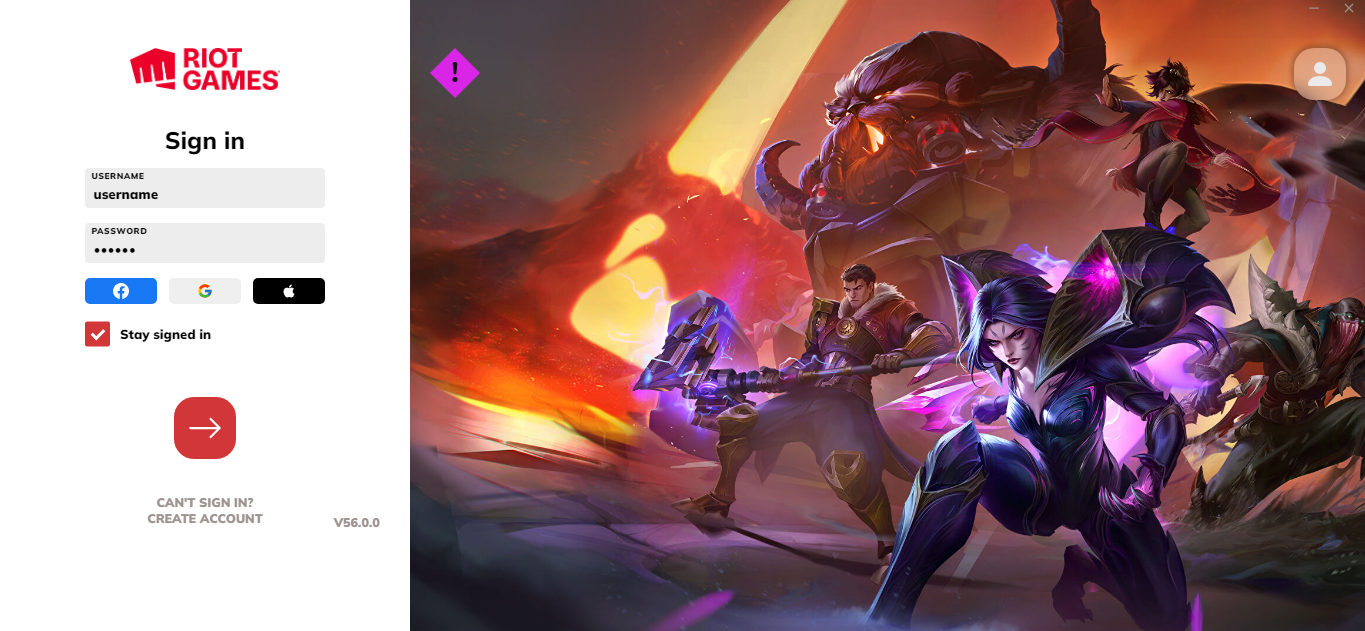 RIOT
GAMES
Sign in
USERNAME
username
PASSWORD
••••••
Stay signed in
CAN'T SIGN IN?
CREATE ACCOUNT
V56.0.0
!